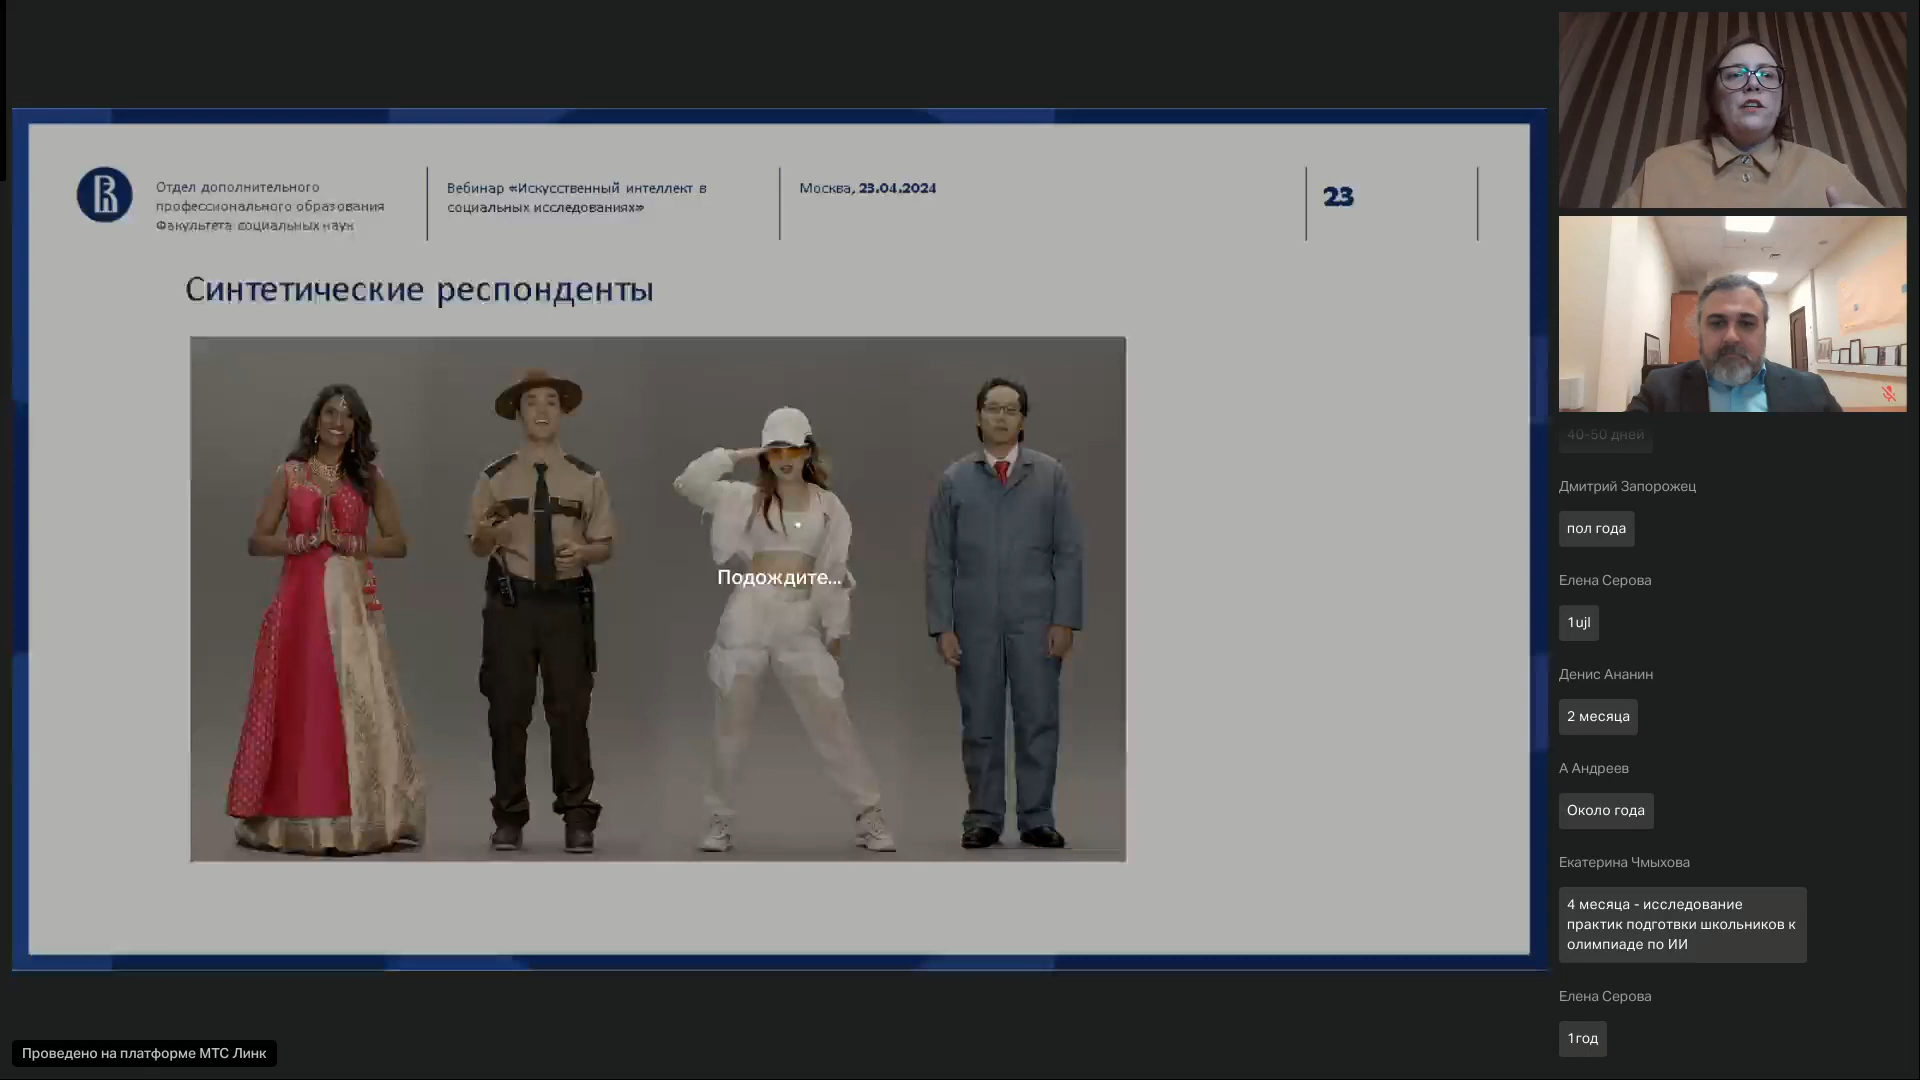 Отдел дополнительного
профессионального образования
Факультета социальных наук
Вебинар «Искусственный интеллект в
социальных исследованиях»
Москва, 23.04.2024
23
Синтетические респонденты
Подождите...
40-50 дней
Дмитрий Запорожец
пол года
Елена Серова
1ujl
Денис Ананин
2 месяца
А Андреев
Около года
Екатерина Чмыхова
4 месяца - исследование
практик подготвки школьников к
олимпиаде по ИИ
Елена Серова
1год
Проведено на платформе МТС Линк